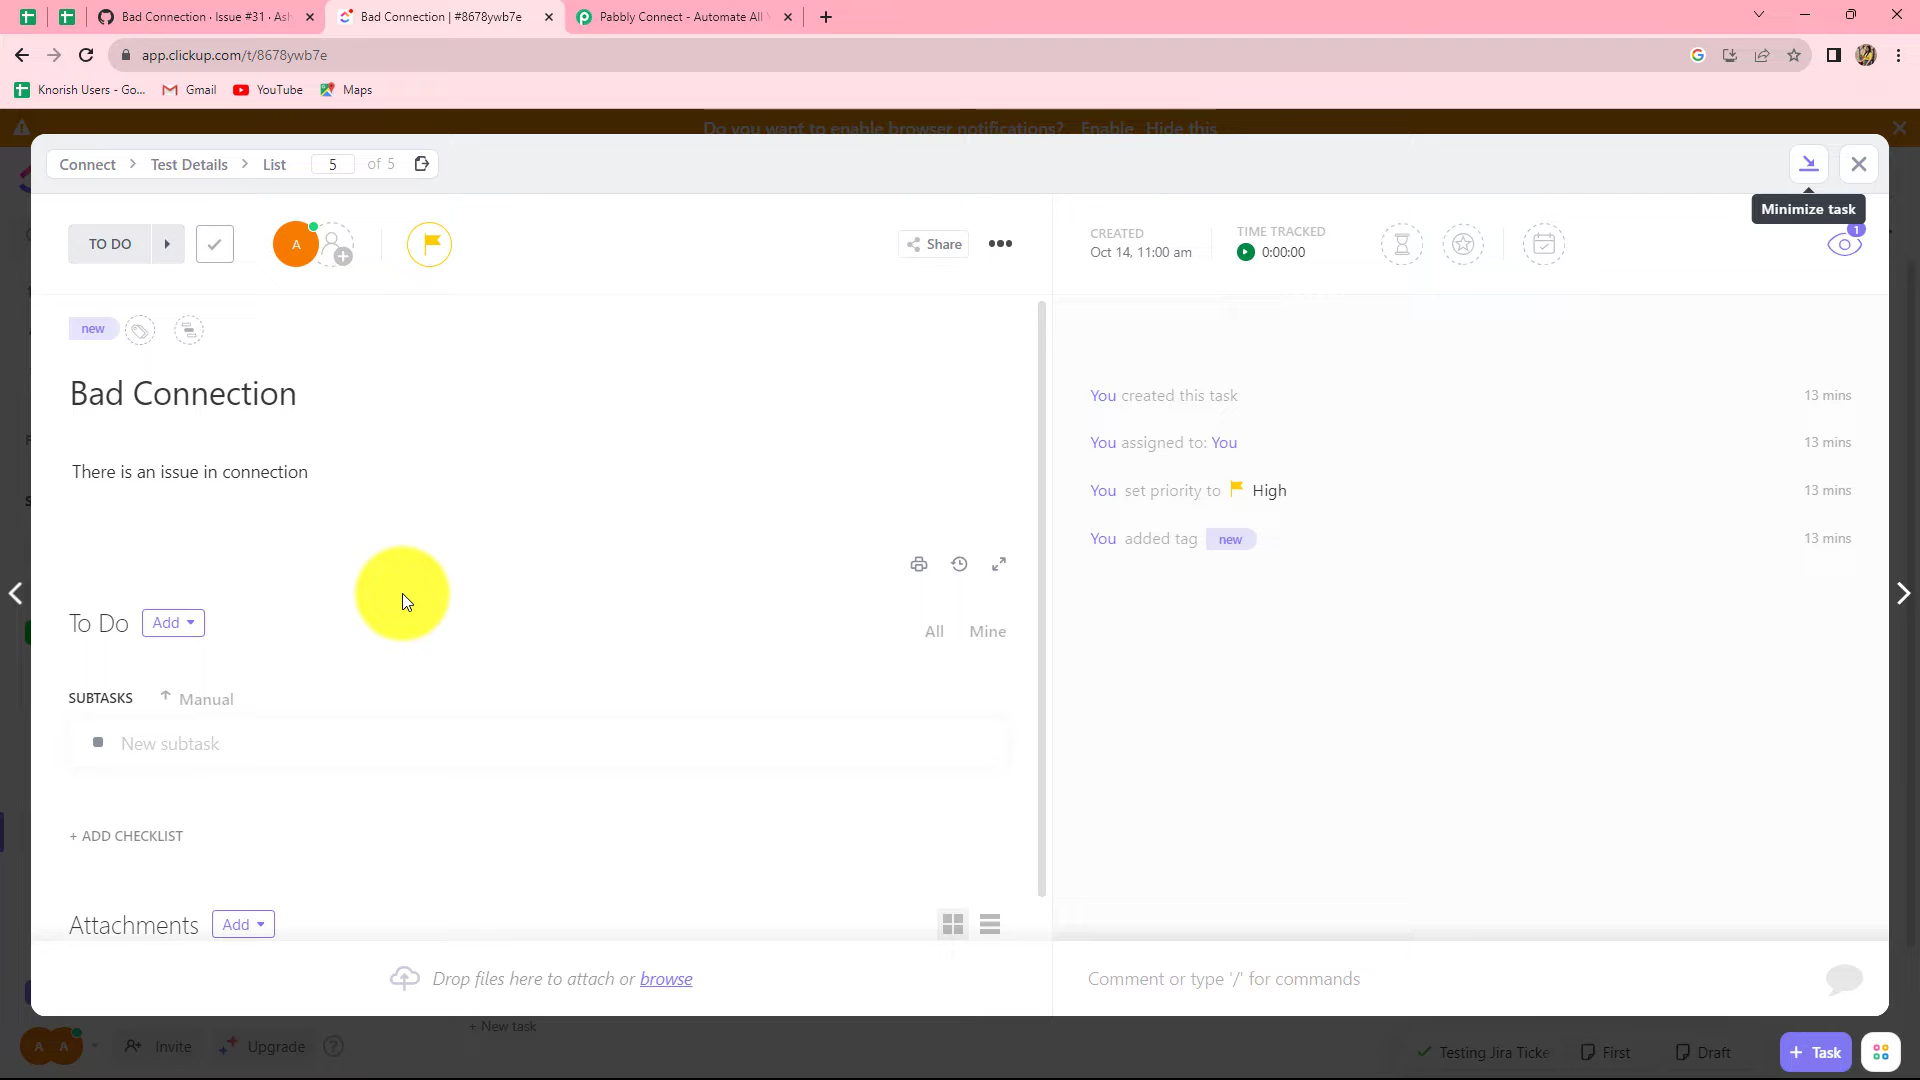 Bad Connection · Issue #31 · Ash
Bad Connection | #8678ywb7e
Pabbly Connect - Automate All Y
app.clickup.com/t/8678ywb7e
Knorish Users - Go...
Gmail
YouTube
Maps
Do you want to enable browser notifications? Enable Hide this
Connect > Test Details > List 5 of 5
Minimize task
TO DO
A
Share
CREATED
Oct 14, 11:00 am
TIME TRACKED
0:00:00
1
new
Bad Connection
There is an issue in connection
You created this task 13 mins
You assigned to: You 13 mins
You set priority to High 13 mins
You added tag new 13 mins
To Do Add
All Mine
SUBTASKS Manual
New subtask
+ ADD CHECKLIST
Attachments Add
Drop files here to attach or browse
Comment or type '/' for commands
+ New task
A A
Invite
Upgrade
?
Testing Jira Ticke
First
Draft
+ Task